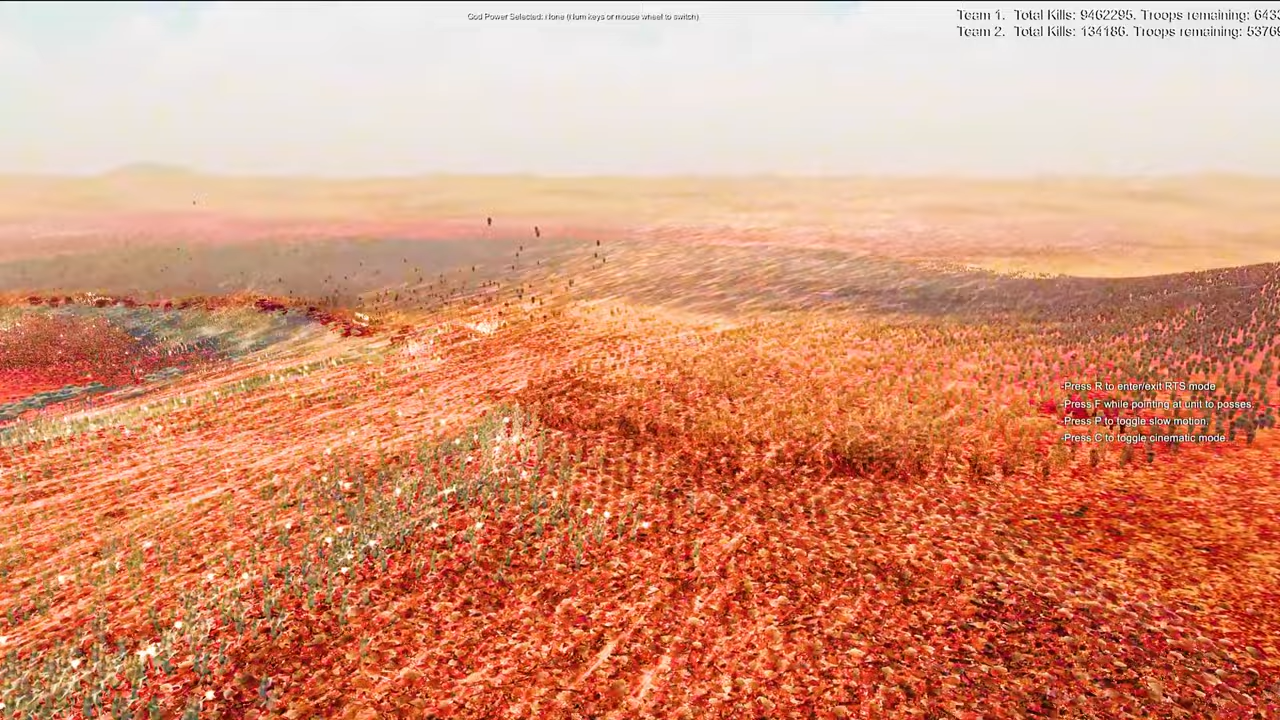 God Power Selected: None (Num keys or mouse wheel to switch)
Team 1. Total Kills: 9462295. Troops remaining: 643
Team 2. Total Kills: 134186. Troops remaining: 5376
-Press R to enter/exit RTS mode
-Press F while pointing at unit to posses.
-Press P to toggle slow motion.
-Press C to toggle cinematic mode.